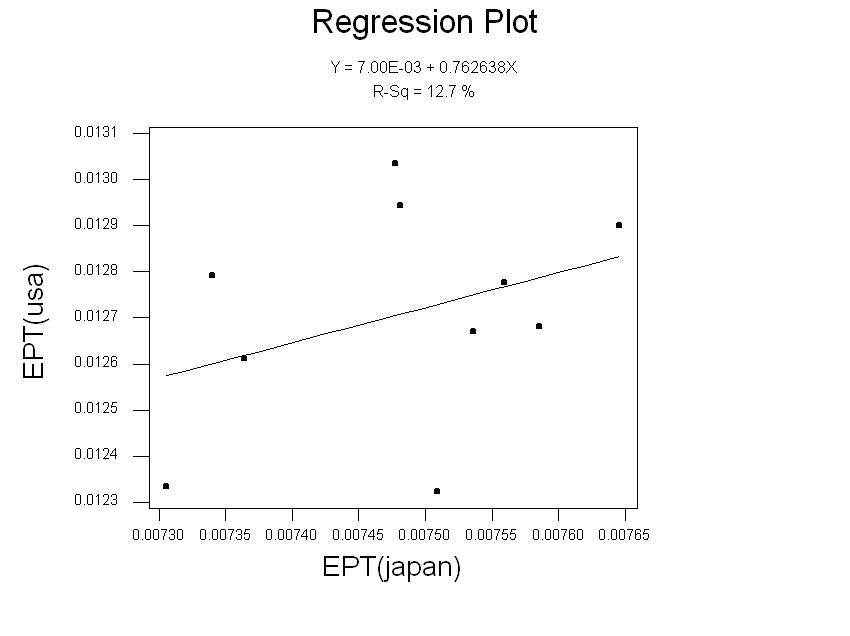 Regression Plot
Y = 7.00E-03 + 0.762638X
R-Sq = 12.7 %
0.0131
0.0130
0.0129
0.0128
0.0127
0.0126
0.0125
0.0124
0.0123
EPT(usa)
0.00730 0.00735 0.00740 0.00745 0.00750 0.00755 0.00760 0.00765
EPT(japan)